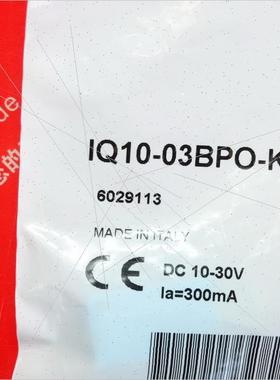 IQ10-03BPO-K
6029113
MADE IN ITALY
CE
DC 10-30V
Ia=300mA